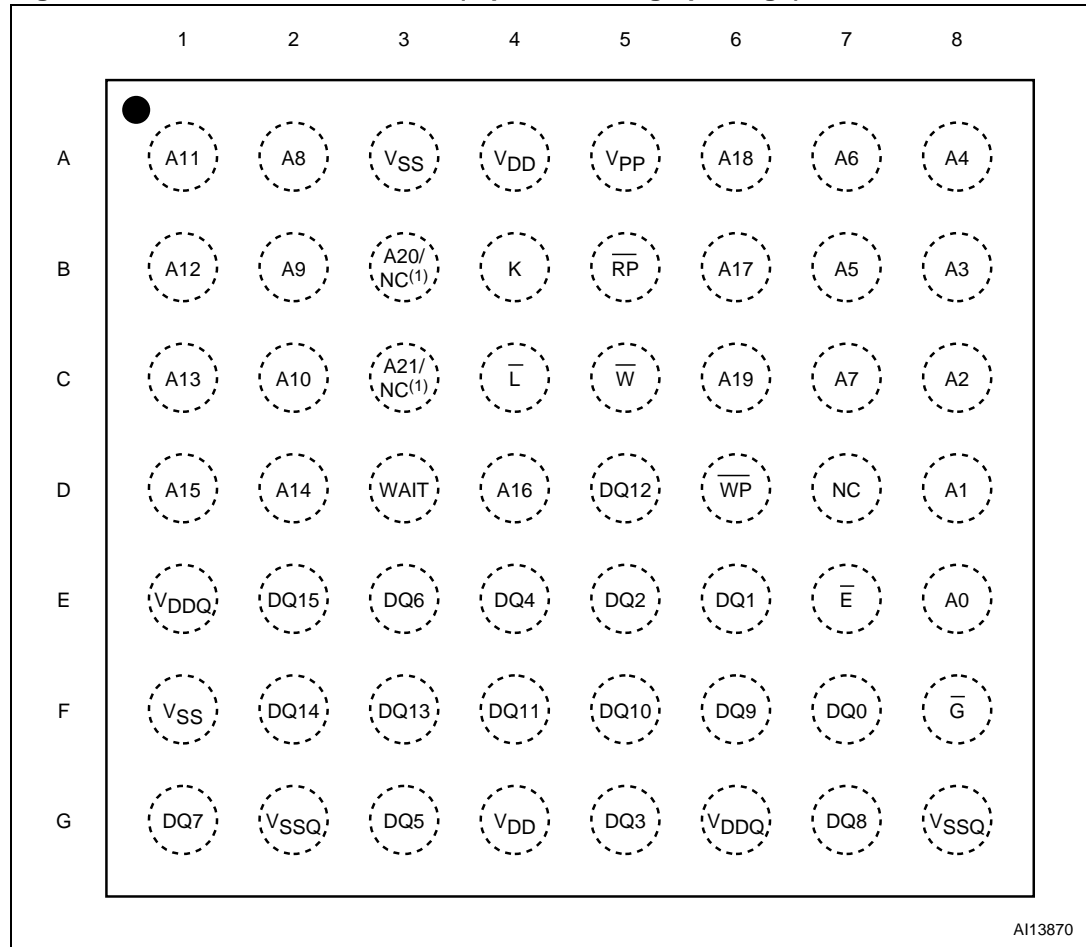 1 2 3 4 5 6 7 8
A A11 A8 VSS VDD VPP A18 A6 A4
B A12 A9 A20/NC(1) K R̅P̅ A17 A5 A3
C A13 A10 A21/NC(1) L̅ W̅ A19 A7 A2
D A15 A14 WAIT A16 DQ12 W̅P̅ NC A1
E VDDQ DQ15 DQ6 DQ4 DQ2 DQ1 E̅ A0
F VSS DQ14 DQ13 DQ11 DQ10 DQ9 DQ0 G̅
G DQ7 VSSQ DQ5 VDD DQ3 VDDQ DQ8 VSSQ
AI13870